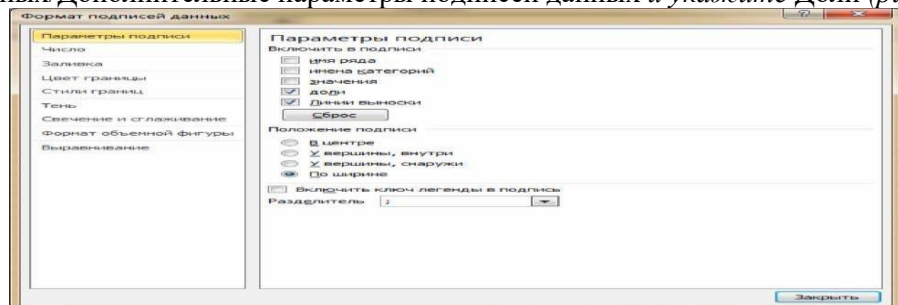 ных/Дополнительные параметры подписей данных и укажите Доли (ри
Формат подписей данных
Параметры подписи
Число
Заливка
Цвет границы
Стили границ
Тень
Свечение и сглаживание
Формат объемной фигуры
Выравнивание
Параметры подписи
Включить в подписи
имя ряда
имена категорий
значения
доли
Линии выноски
Сброс
Положение подписи
В центре
У вершины, внутри
У вершины, снаружи
По ширине
Включить ключ легенды в подпись
Разделитель ;
Закрыть